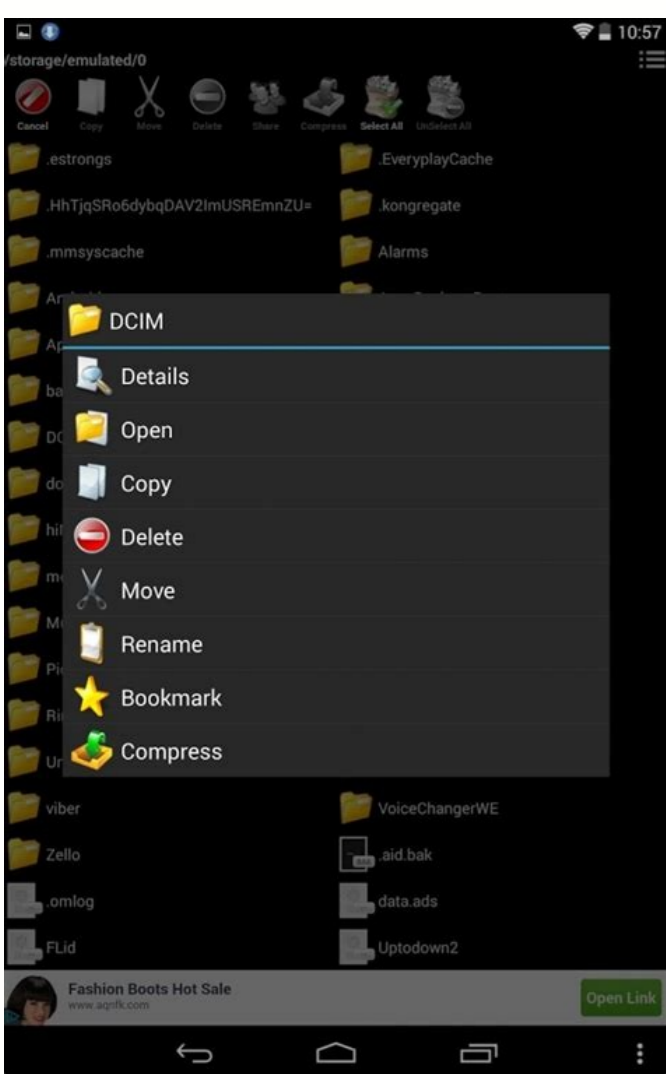 10:57
/storage/emulated/0
Cancel Copy Move Delete Share Compress Select All UnSelect All
.estrongs .EveryplayCache
.HhTjqSRo6dybqDAV2ImUSREmnZU= .kongregate
.mmsyscache Alarms
DCIM
Details
Open
Copy
Delete
Move
Rename
Bookmark
Compress
viber VoiceChangerWE
Zello .aid.bak
.omlog data.ads
FLid Uptodown2
Fashion Boots Hot Sale
www.aqnfk.com
Open Link